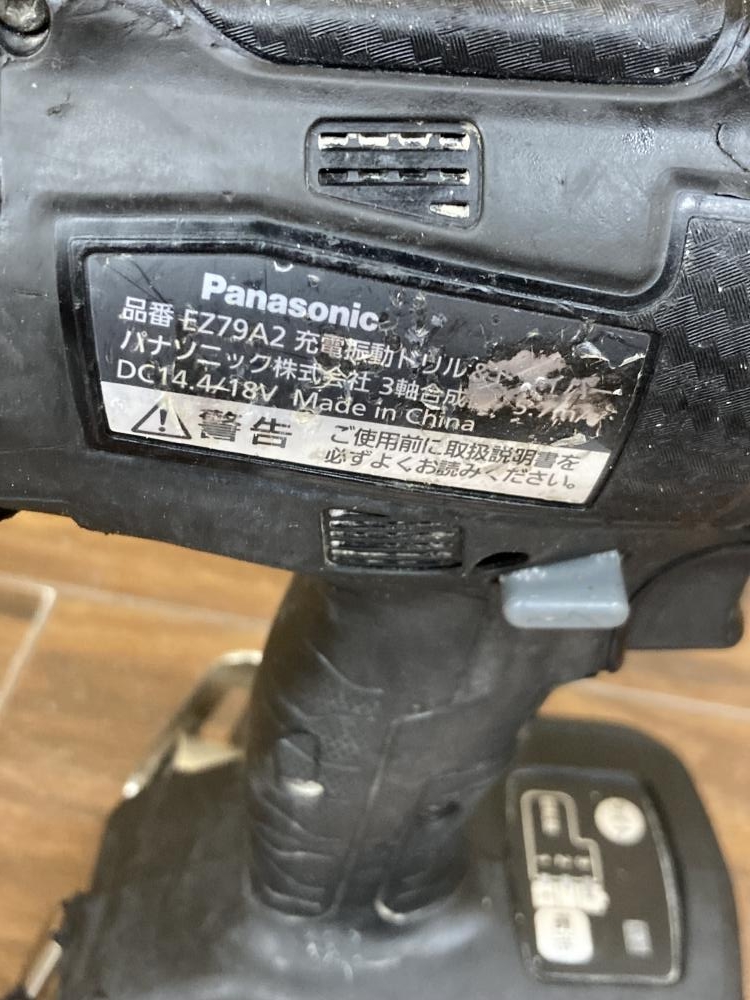 Panasonic
品番 EZ79A2 充電振動ドリル&
パナソニック株式会社 3軸合成
DC14.4/18V Made in China
警告 ご使用前に取扱説明書を
必ずよくお読みください。